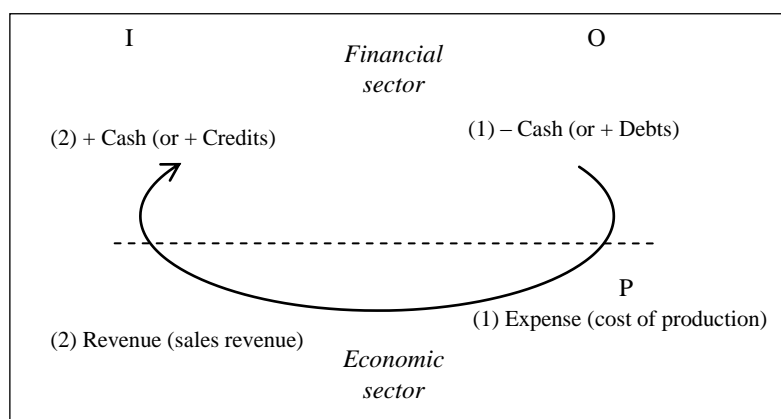 I
O
Financial
sector
(2) + Cash (or + Credits)
(1) – Cash (or + Debts)
P
(1) Expense (cost of production)
(2) Revenue (sales revenue)
Economic
sector